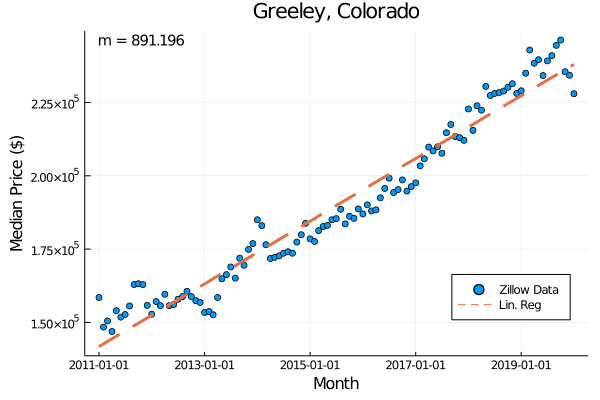 Greeley, Colorado
m = 891.196
Median Price ($)
2.25×10⁵
2.00×10⁵
1.75×10⁵
1.50×10⁵
Zillow Data
Lin. Reg
2011-01-01 2013-01-01 2015-01-01 2017-01-01 2019-01-01
Month